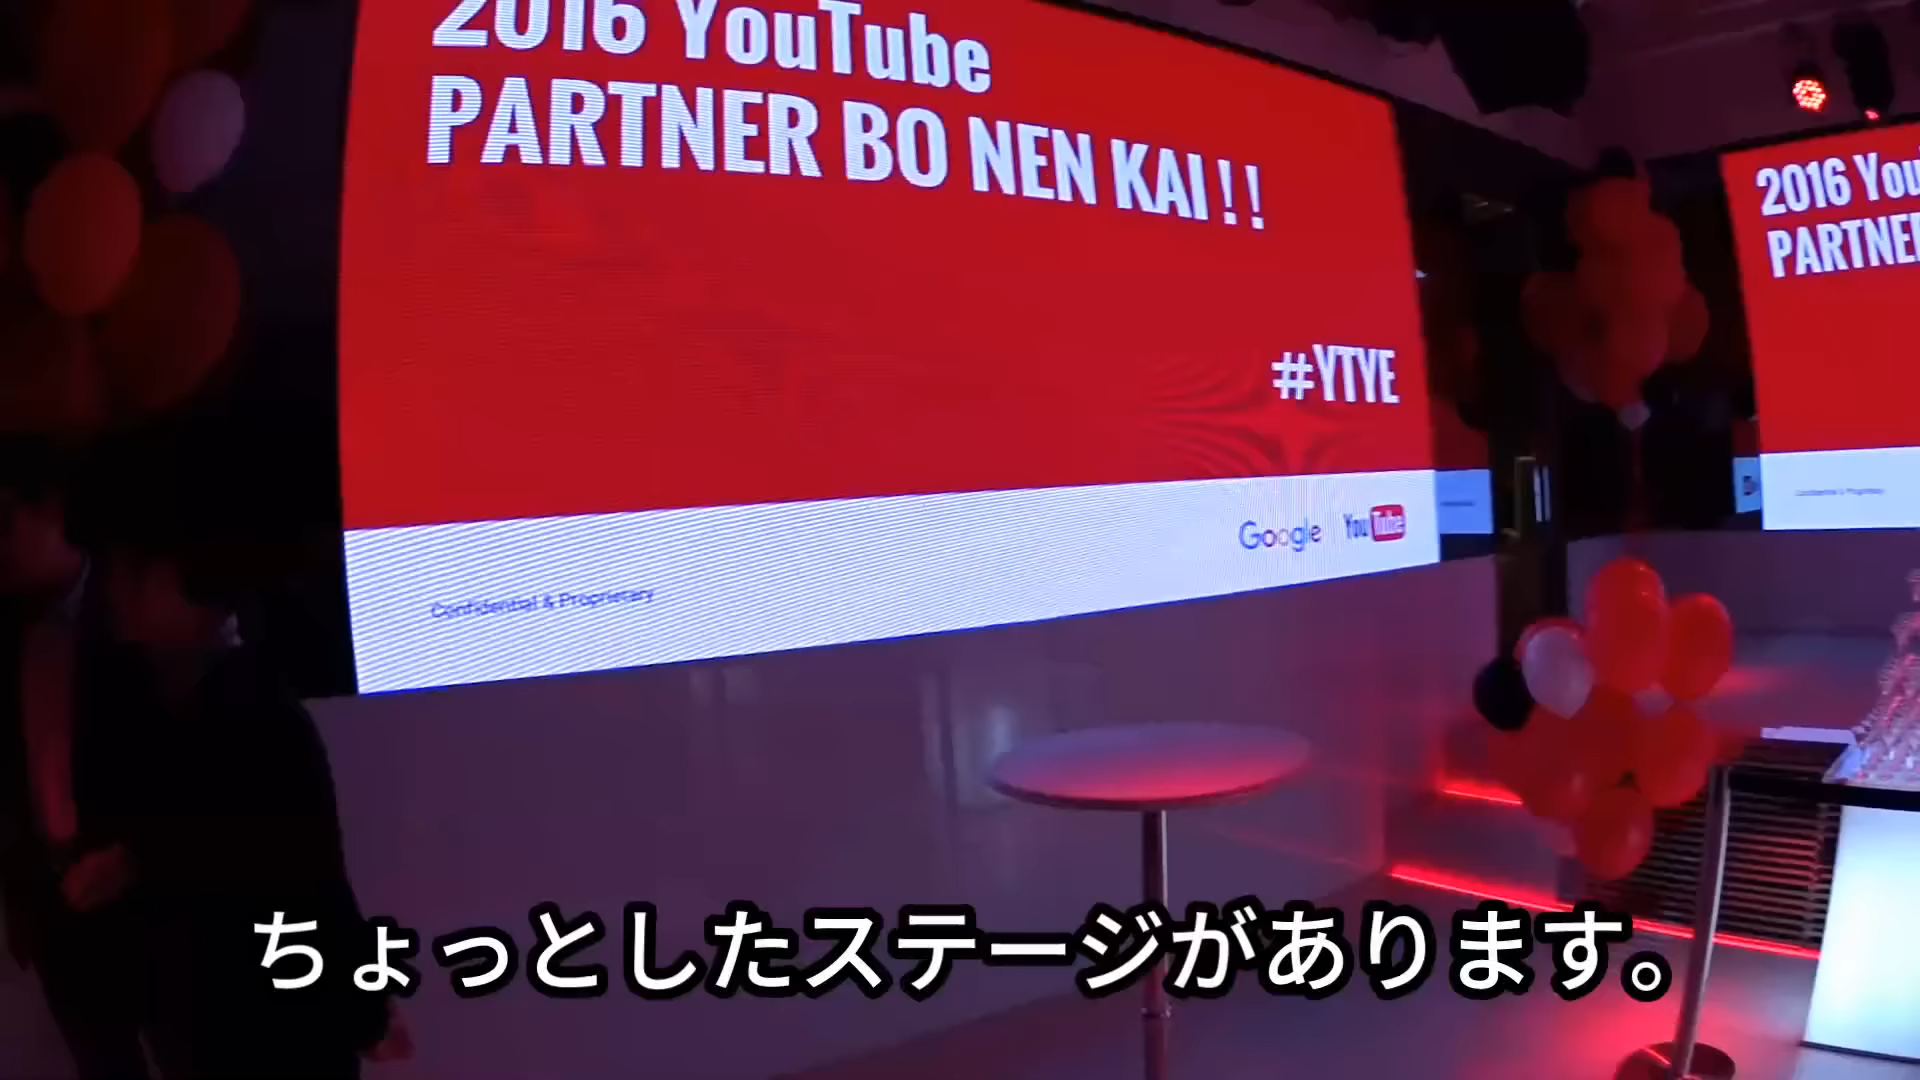 2016 YouTube
PARTNER BO NEN KAI!!
#YTYE
Google YouTube
Confidential & Proprietary
2016 You
PARTNE
ちょっとしたステージがあります。